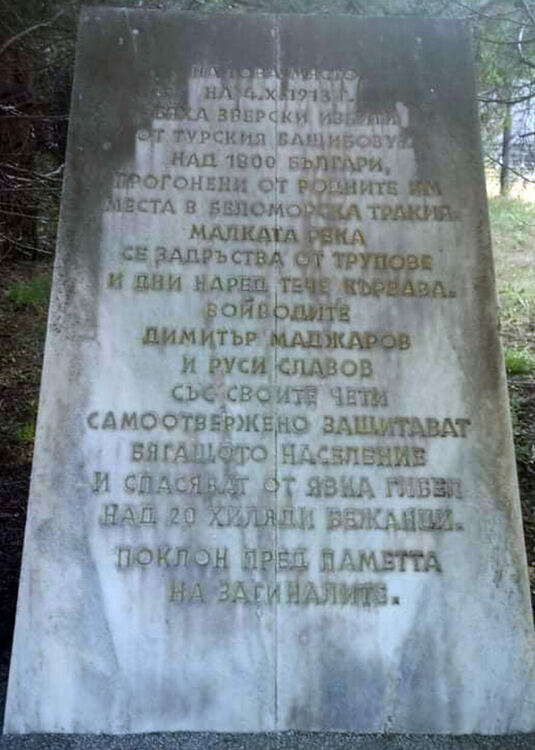 НА ТОВА МЯСТО
НА 4.X.1913 Г.
БЯХА ЗВЕРСКИ ИЗБИТИ
ОТ ТУРСКИЯ БАШИБОЗУК
НАД 1800 БЪЛГАРИ,
ПРОГОНЕНИ ОТ РОДНИТЕ ИМ
МЕСТА В БЕЛОМОРСКА ТРАКИЯ.
МАЛКАТА РЕКА
СЕ ЗАДРЪСТВА ОТ ТРУПОВЕ
И ДНИ НАРЕД ТЕЧЕ КЪРВАВА.
ВОЙВОДИТЕ
ДИМИТЪР МАДЖАРОВ
И РУСИ СЛАВОВ
СЪС СВОИТЕ ЧЕТИ
САМООТВЕРЖЕНО ЗАЩИТАВАТ
БЯГАЩОТО НАСЕЛЕНИЕ
И СПАСЯВАТ ОТ ЯВНА ГИБЕЛ
НАД 20 ХИЛЯДИ БЕЖАНЦИ.
ПОКЛОН ПРЕД ПАМЕТТА
НА ЗАГИНАЛИТЕ.